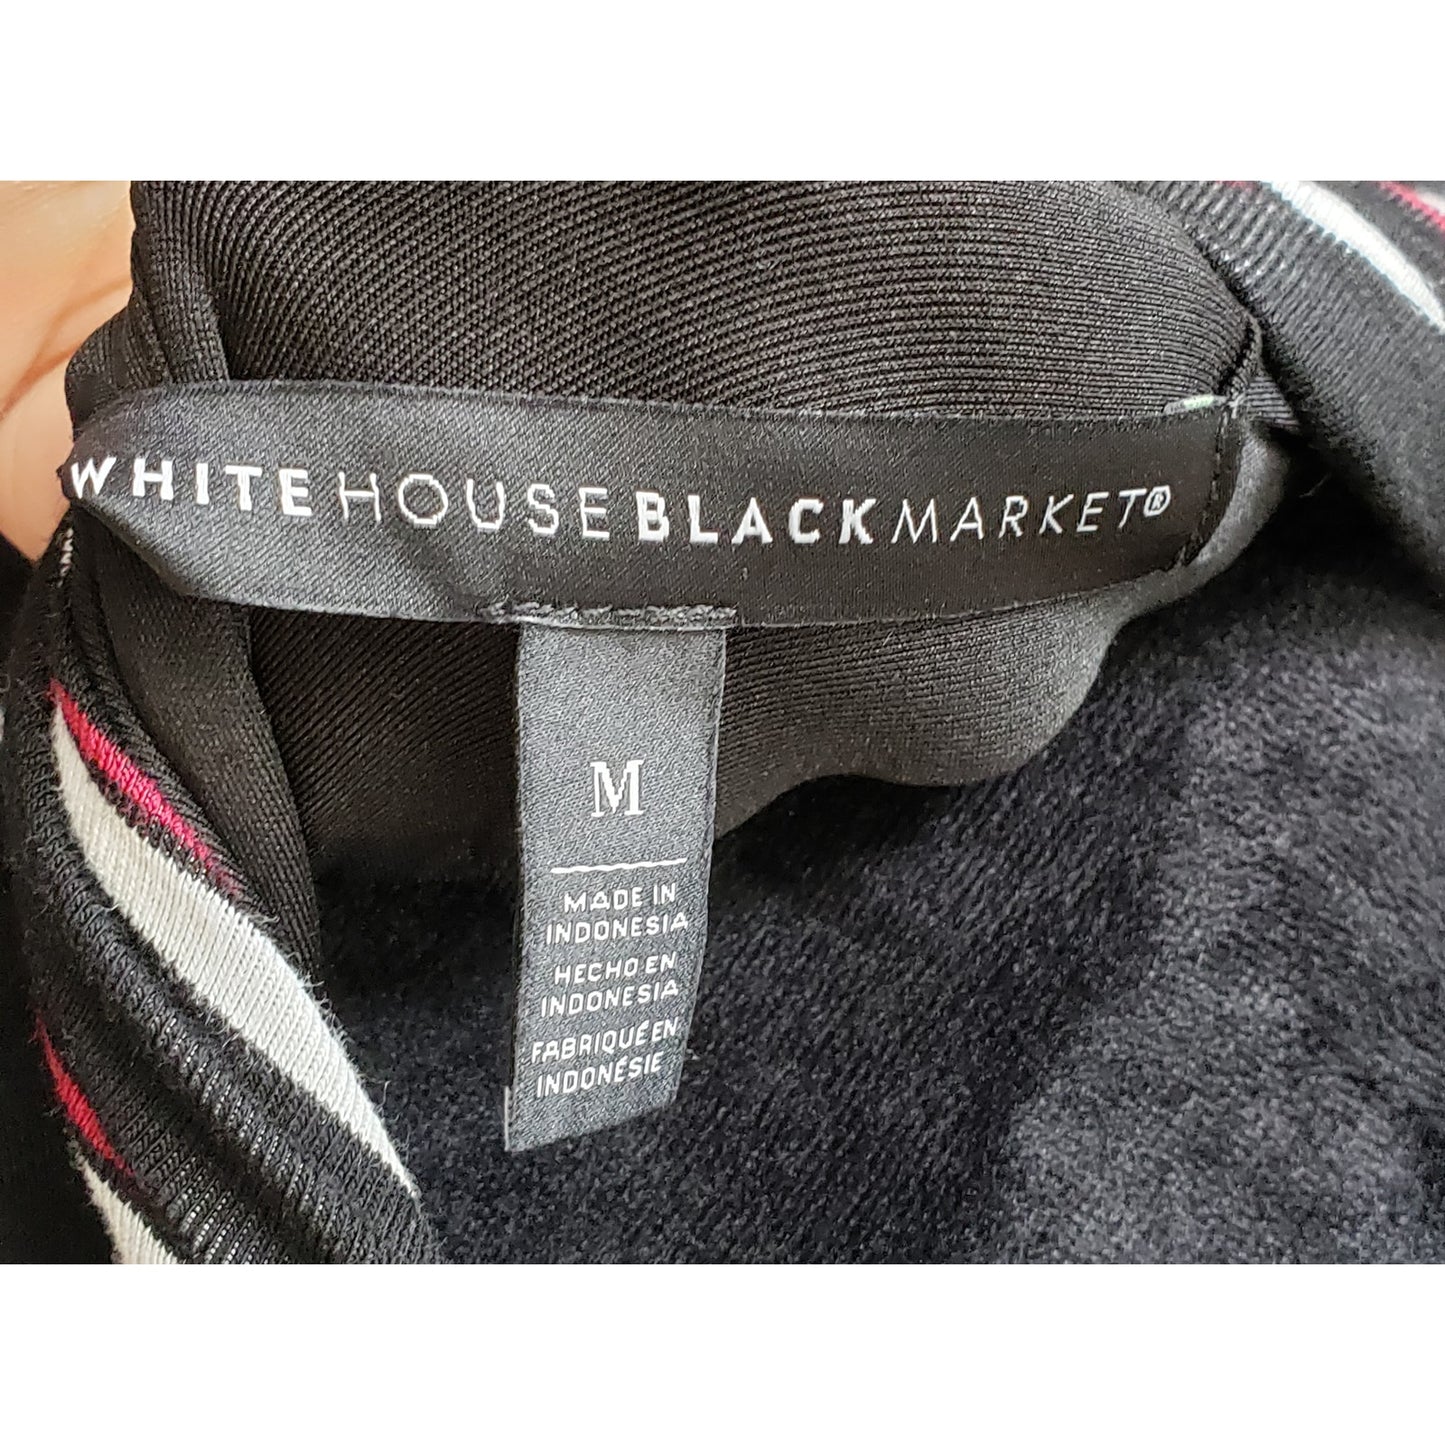 WHITEHOUSEBLACKMARKET®
M
MADE IN
INDONESIA
HECHO EN
INDONESIA
FABRIQUÉ EN
INDONÉSIE